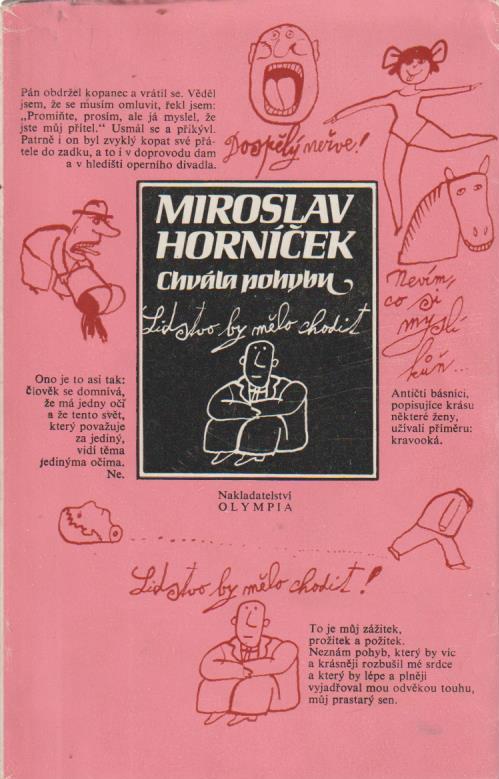 Pán obdržel kopanec a vrátil se. Věděl
jsem, že se musím omluvit, řekl jsem:
„Promiňte, prosím, ale já myslel, že
jste můj přítel.“ Usmál se a přikývl.
Patrně i on byl zvyklý kopat své přá-
tele do zadku, a to i v doprovodu dam
a v hledišti operního divadla.
Dospělý neřve!
MIROSLAV
HORNÍČEK
Chvála pohybu
Lidstvo by mělo chodit
Nevím,
co si
myslí
kůň...
Ono je to asi tak:
člověk se domnívá,
že má jedny oči
a že tento svět,
který považuje
za jediný,
vidí těma
jedinýma očima.
Ne.
Antičtí básníci,
popisujíce krásu
některé ženy,
užívali příměru:
kravooká.
Nakladatelství
OLYMPIA
Lidstvo by mělo chodit!
To je můj zážitek,
prožitek a požitek.
Neznám pohyb, který by víc
a krásněji rozbušil mé srdce
a který by lépe a plněji
vyjadřoval mou odvěkou touhu,
můj prastarý sen.